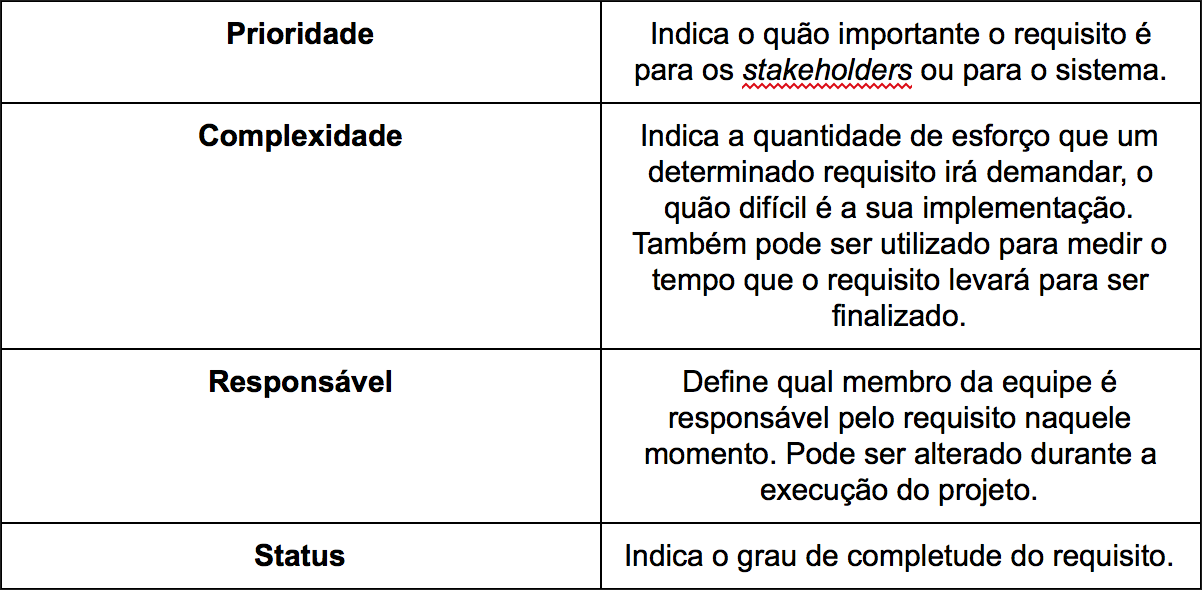 Prioridade
Indica o quão importante o requisito é
para os stakeholders ou para o sistema.
Complexidade
Indica a quantidade de esforço que um
determinado requisito irá demandar, o
quão difícil é a sua implementação.
Também pode ser utilizado para medir o
tempo que o requisito levará para ser
finalizado.
Responsável
Define qual membro da equipe é
responsável pelo requisito naquele
momento. Pode ser alterado durante a
execução do projeto.
Status
Indica o grau de completude do requisito.